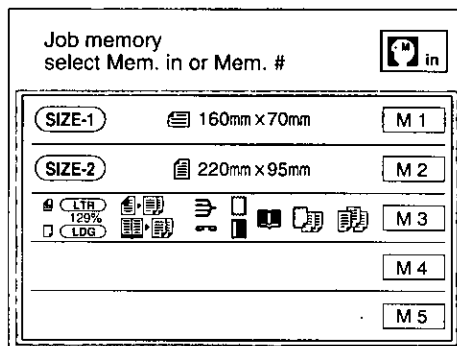 Job memory
select Mem. in or Mem. #
M in
SIZE-1 160mm x 70mm M 1
SIZE-2 220mm x 95mm M 2
LTR
129%
LDG
M 3
M 4
M 5